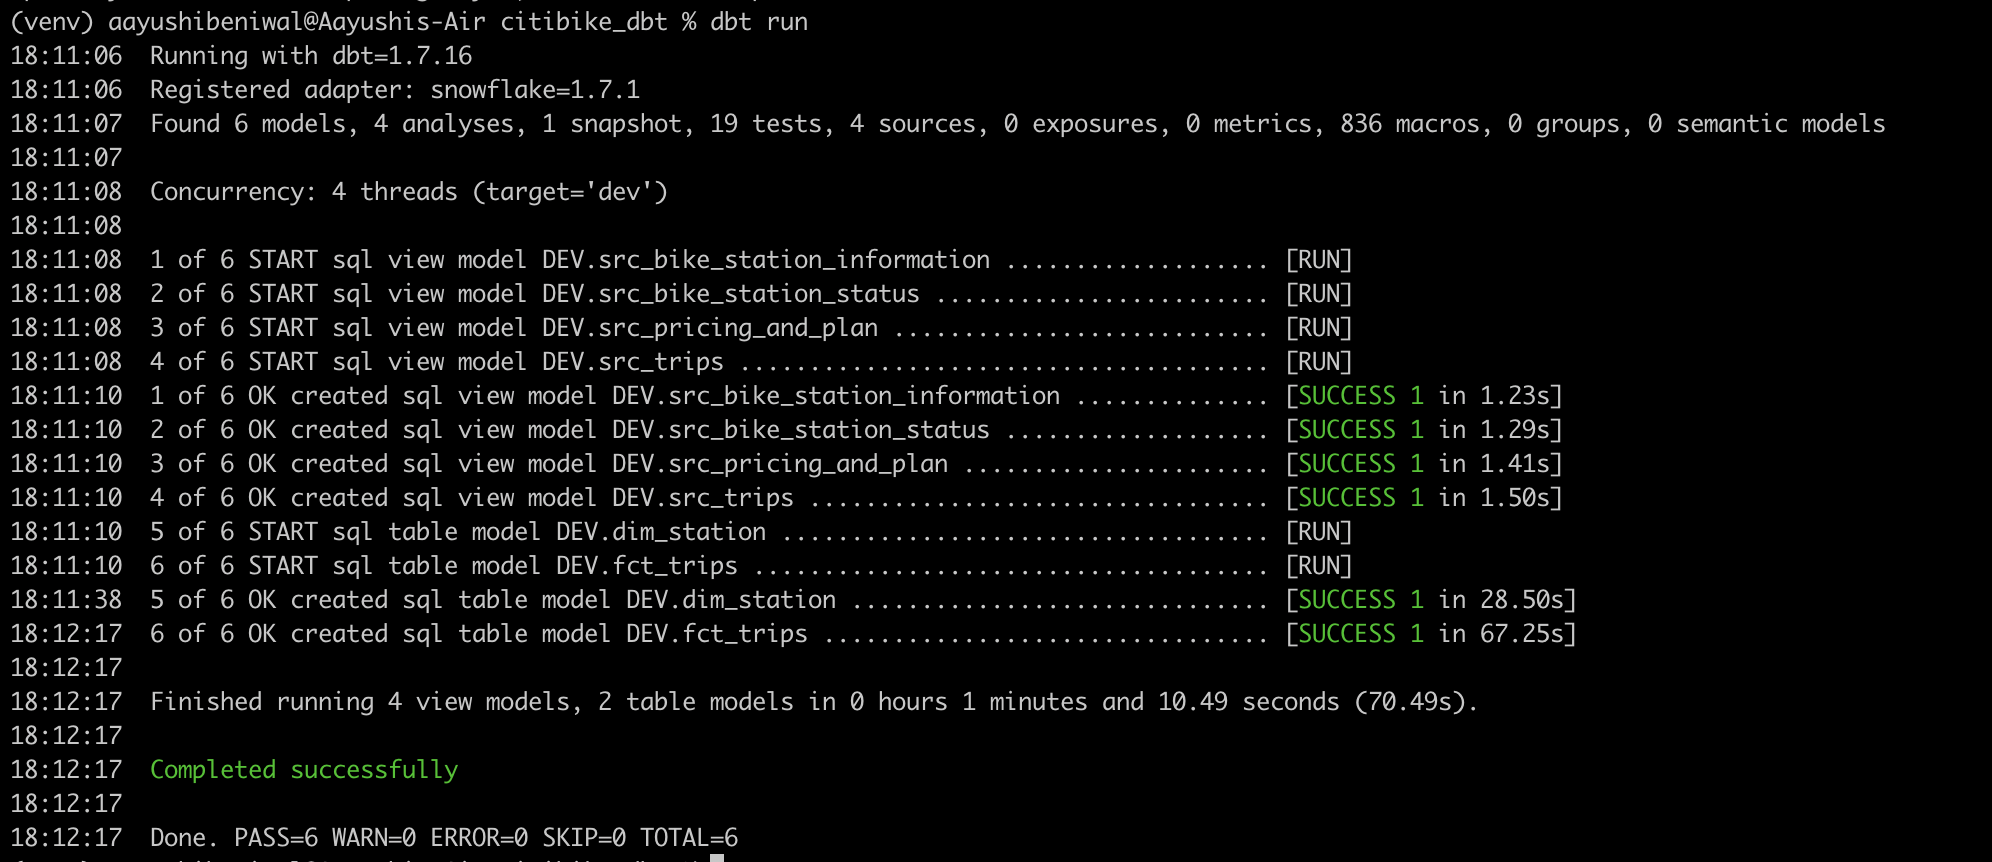 (venv) aayushibeniwal@Aayushis-Air citibike_dbt % dbt run
18:11:06  Running with dbt=1.7.16
18:11:06  Registered adapter: snowflake=1.7.1
18:11:07  Found 6 models, 4 analyses, 1 snapshot, 19 tests, 4 sources, 0 exposures, 0 metrics, 836 macros, 0 groups, 0 semantic models
18:11:07
18:11:08  Concurrency: 4 threads (target='dev')
18:11:08
18:11:08  1 of 6 START sql view model DEV.src_bike_station_information ................... [RUN]
18:11:08  2 of 6 START sql view model DEV.src_bike_station_status ........................ [RUN]
18:11:08  3 of 6 START sql view model DEV.src_pricing_and_plan ........................... [RUN]
18:11:08  4 of 6 START sql view model DEV.src_trips ...................................... [RUN]
18:11:10  1 of 6 OK created sql view model DEV.src_bike_station_information .............. [SUCCESS 1 in 1.23s]
18:11:10  2 of 6 OK created sql view model DEV.src_bike_station_status ................... [SUCCESS 1 in 1.29s]
18:11:10  3 of 6 OK created sql view model DEV.src_pricing_and_plan ...................... [SUCCESS 1 in 1.41s]
18:11:10  4 of 6 OK created sql view model DEV.src_trips ................................. [SUCCESS 1 in 1.50s]
18:11:10  5 of 6 START sql table model DEV.dim_station ................................... [RUN]
18:11:10  6 of 6 START sql table model DEV.fct_trips ..................................... [RUN]
18:11:38  5 of 6 OK created sql table model DEV.dim_station .............................. [SUCCESS 1 in 28.50s]
18:12:17  6 of 6 OK created sql table model DEV.fct_trips ................................ [SUCCESS 1 in 67.25s]
18:12:17
18:12:17  Finished running 4 view models, 2 table models in 0 hours 1 minutes and 10.49 seconds (70.49s).
18:12:17
18:12:17  Completed successfully
18:12:17
18:12:17  Done. PASS=6 WARN=0 ERROR=0 SKIP=0 TOTAL=6